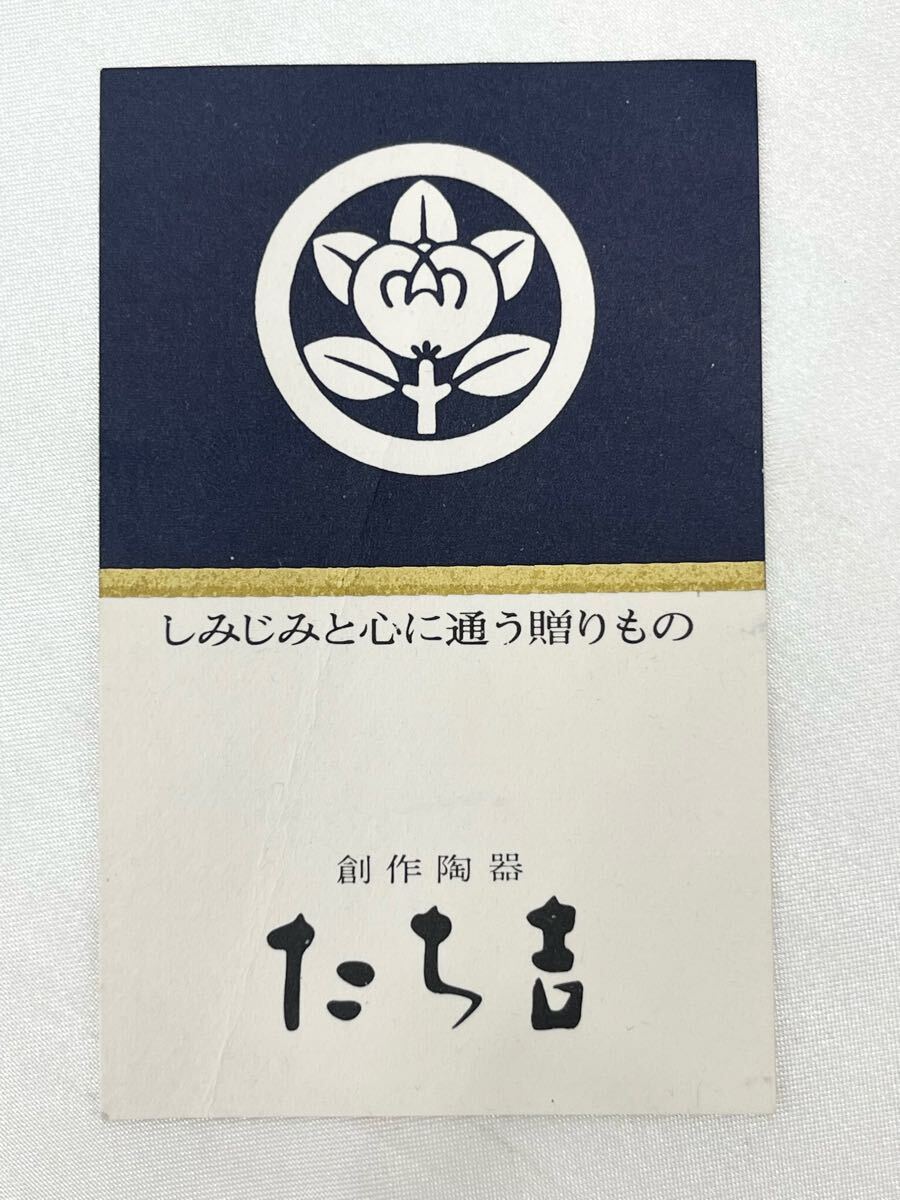 しみじみと心に通う贈りもの
創作陶器
たち吉